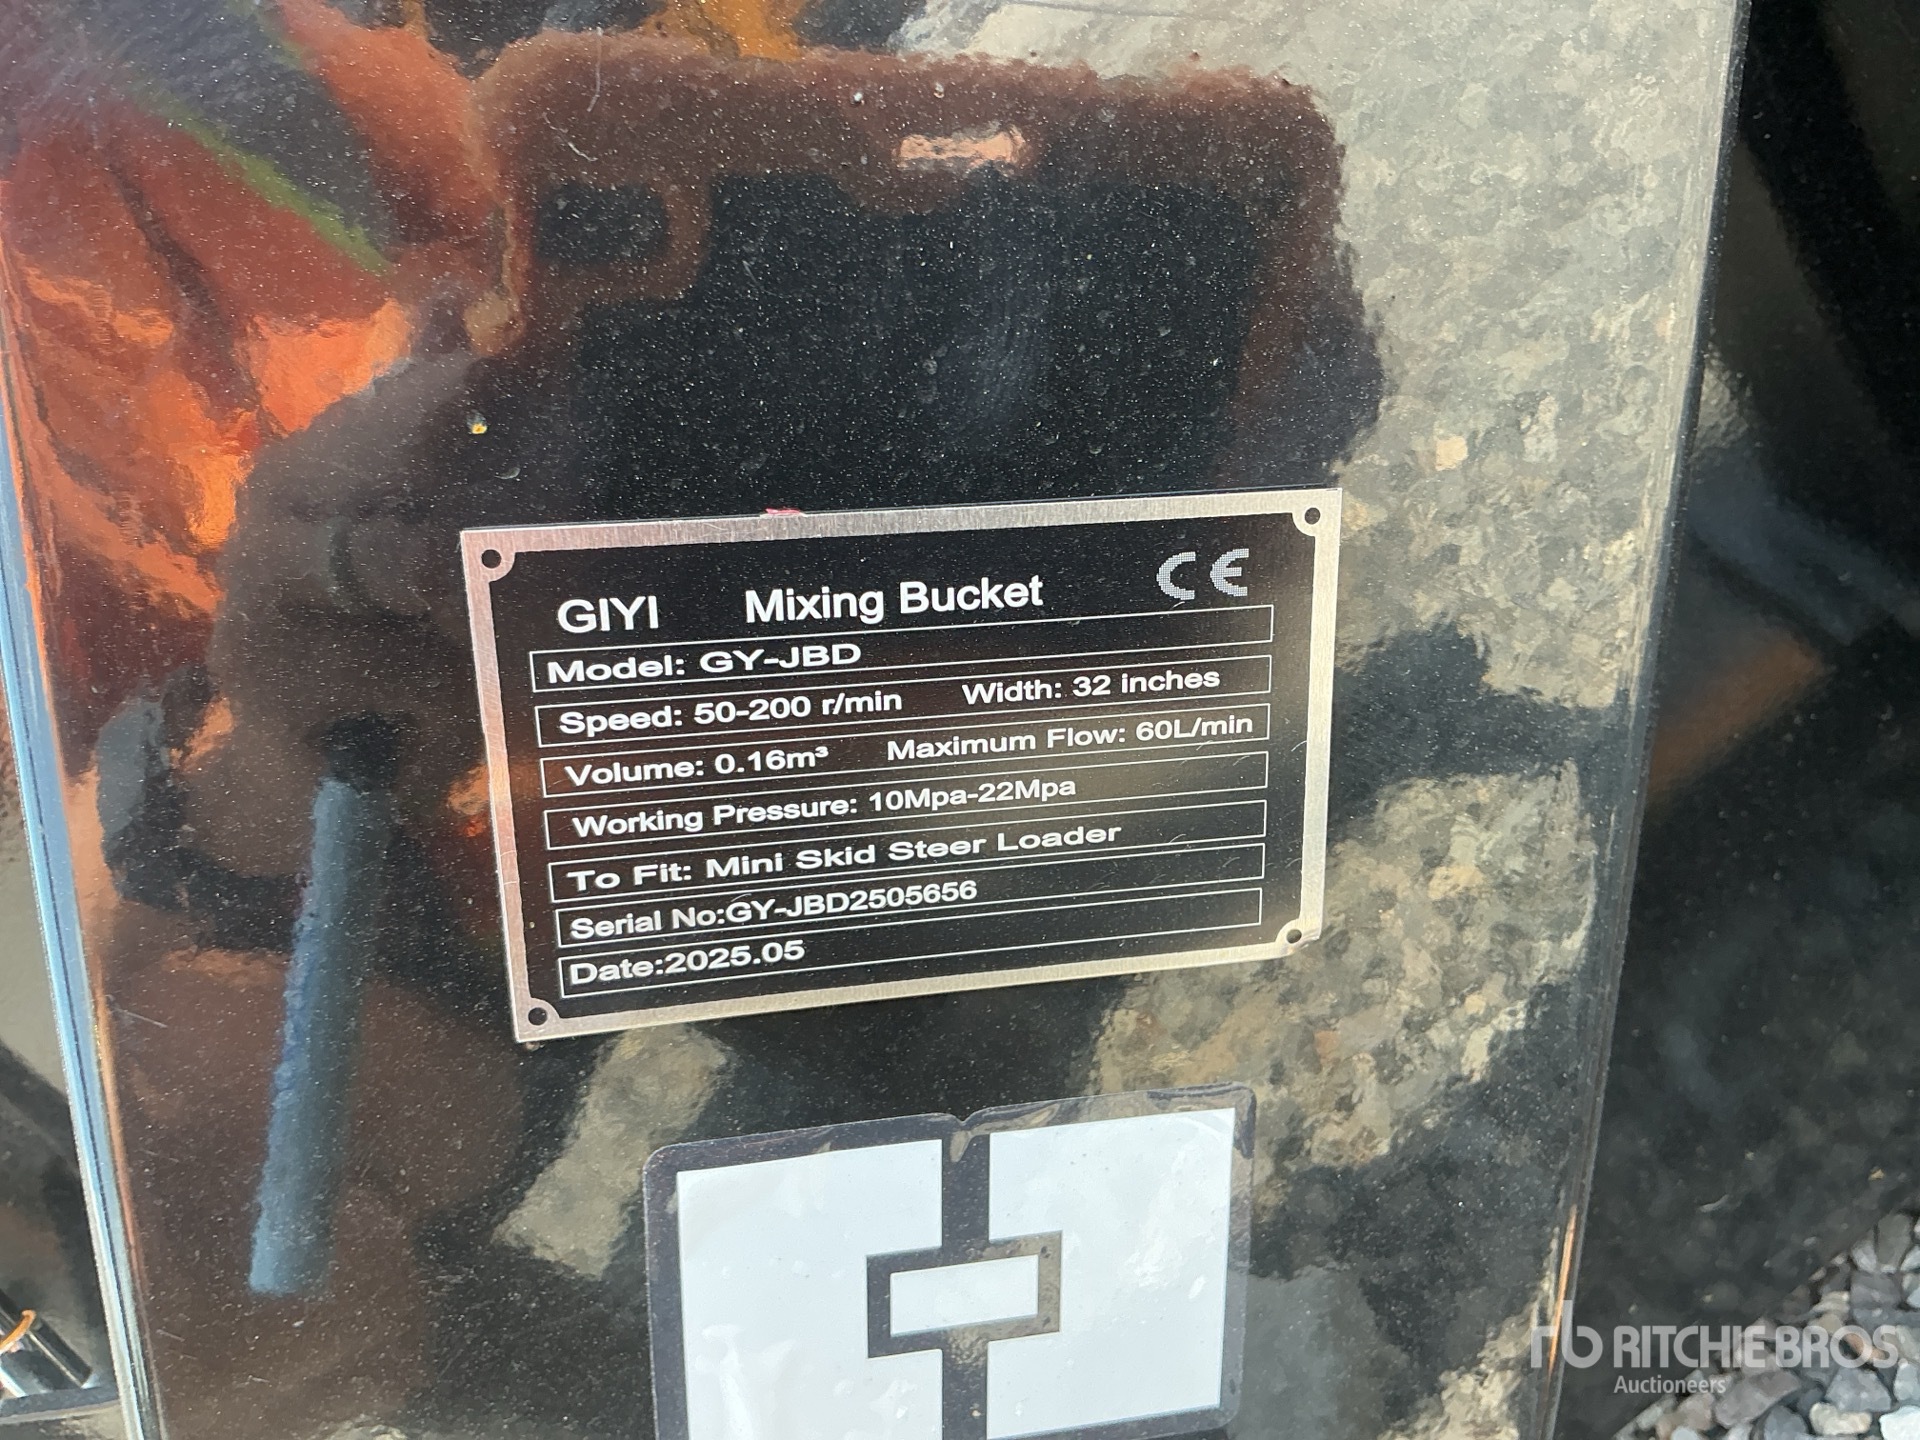 GIYI Mixing Bucket CE
Model: GY-JBD
Speed: 50-200 r/min Width: 32 inches
Volume: 0.16m³ Maximum Flow: 60L/min
Working Pressure: 10Mpa-22Mpa
To Fit: Mini Skid Steer Loader
Serial No:GY-JBD2505656
Date:2025.05
rb RITCHIE BROS
Auctioneers